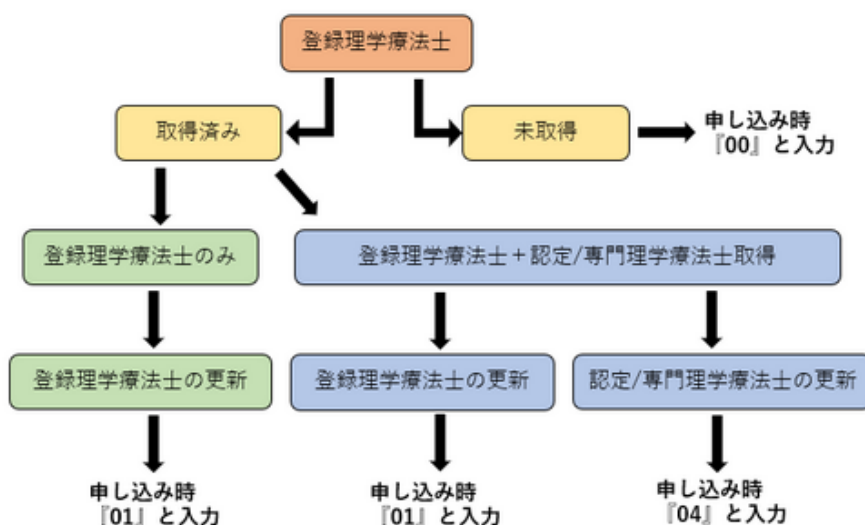 登録理学療法士
取得済み
未取得
申し込み時
『00』と入力
登録理学療法士のみ
登録理学療法士＋認定/専門理学療法士取得
登録理学療法士の更新
登録理学療法士の更新
認定/専門理学療法士の更新
申し込み時
『01』と入力
申し込み時
『01』と入力
申し込み時
『04』と入力